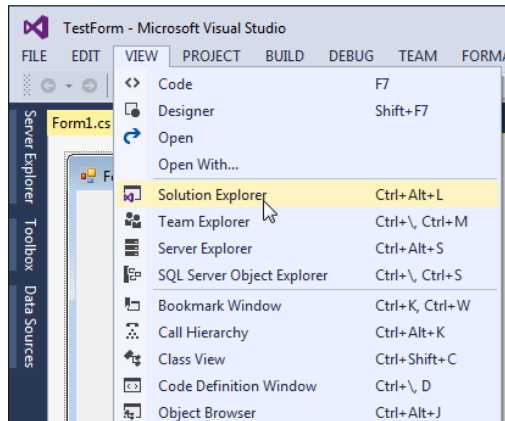 TestForm - Microsoft Visual Studio
FILE EDIT VIEW PROJECT BUILD DEBUG TEAM
Form1.cs
Server Explorer
Toolbox
Data Sources
Code F7
Designer Shift+F7
Open
Open With...
Solution Explorer Ctrl+Alt+L
Team Explorer Ctrl+\, Ctrl+M
Server Explorer Ctrl+Alt+S
SQL Server Object Explorer Ctrl+\, Ctrl+S
Bookmark Window Ctrl+K, Ctrl+W
Call Hierarchy Ctrl+Alt+K
Class View Ctrl+Shift+C
Code Definition Window Ctrl+\, D
Object Browser Ctrl+Alt+J